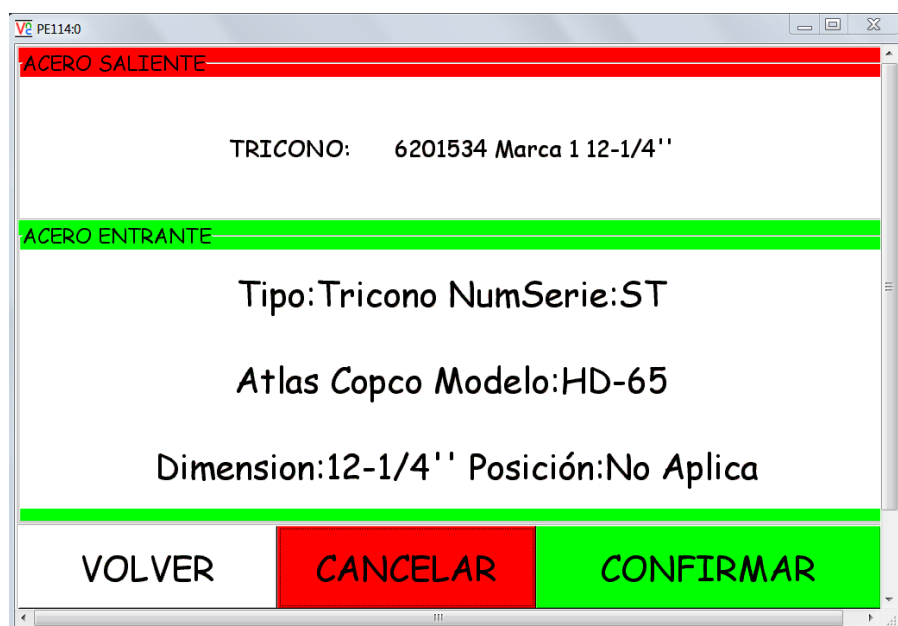 PE114:0
ACERO SALIENTE
TRICONO: 6201534 Marca 1 12-1/4''
ACERO ENTRANTE
Tipo:Tricono NumSerie:ST
Atlas Copco Modelo:HD-65
Dimension:12-1/4'' Posición:No Aplica
VOLVER CANCELAR CONFIRMAR